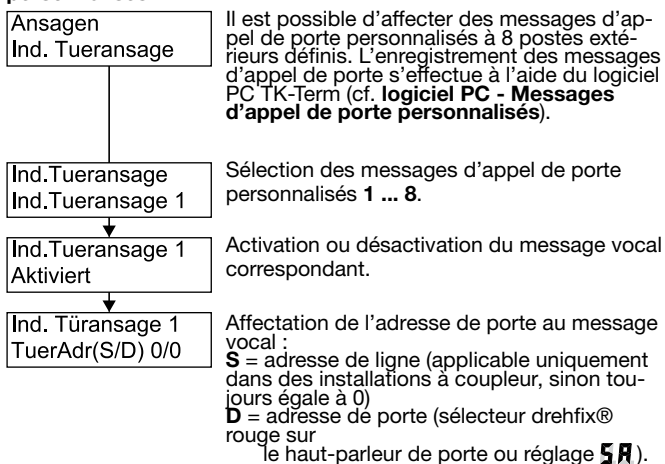 Ansagen
Ind. Tueransage
Il est possible d’affecter des messages d’ap-
pel de porte personnalisés à 8 postes exté-
rieurs définis. L’enregistrement des messages
d’appel de porte s’effectue à l’aide du logiciel
PC TK-Term (cf. logiciel PC - Messages
d’appel de porte personnalisés).
Ind.Tueransage
Ind.Tueransage 1
Sélection des messages d’appel de porte
personnalisés 1 ... 8.
Ind.Tueransage 1
Aktiviert
Activation ou désactivation du message vocal
correspondant.
Ind. Türansage 1
TuerAdr(S/D) 0/0
Affectation de l’adresse de porte au message
vocal :
S = adresse de ligne (applicable uniquement
dans des installations à coupleur, sinon tou-
jours égale à 0)
D = adresse de porte (sélecteur drehfix®
rouge sur
le haut-parleur de porte ou réglage SA).